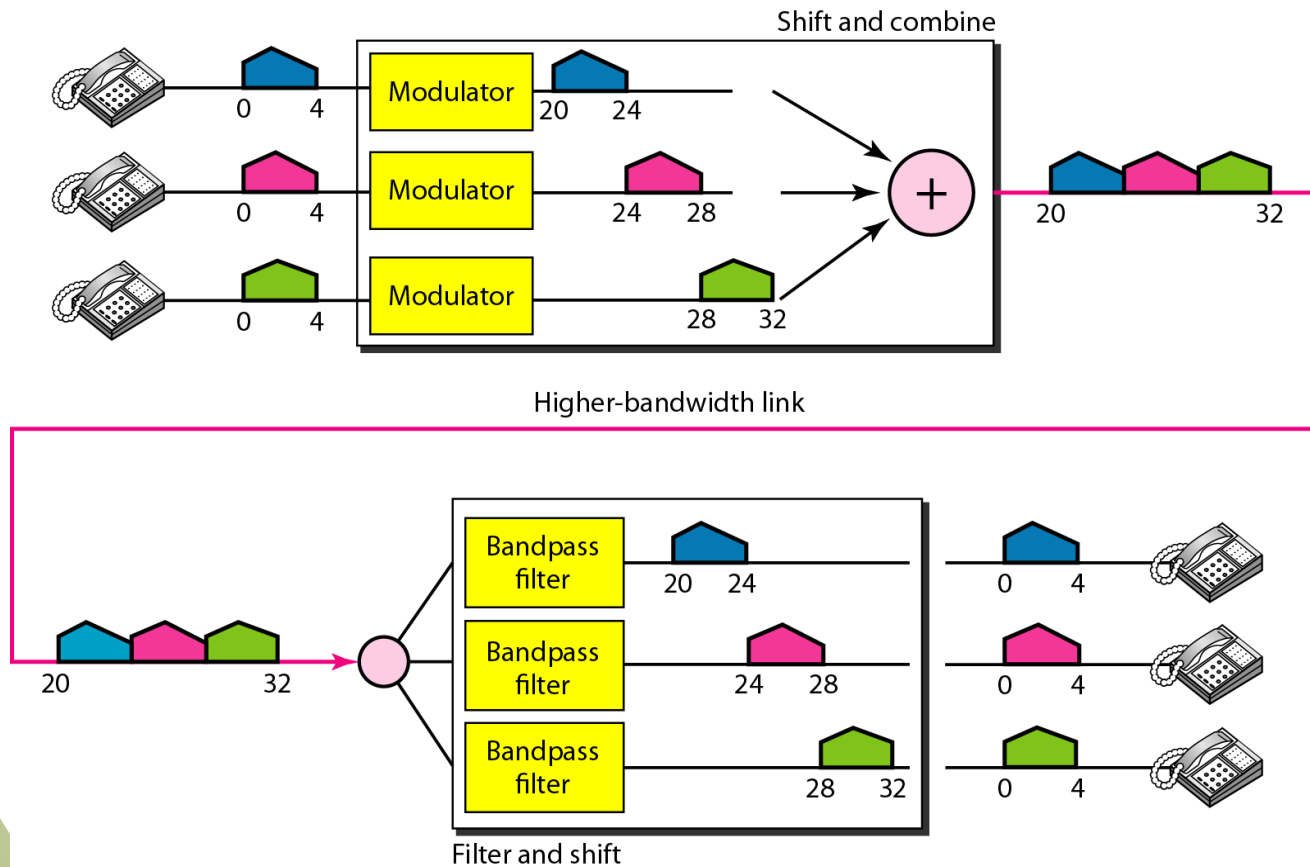 Shift and combine
Modulator
20 24
0 4
Modulator
24 28
0 4
20 32
Modulator
28 32
0 4
+
Higher-bandwidth link
Bandpass
filter
20 24
0 4
Bandpass
filter
24 28
0 4
20 32
Bandpass
filter
28 32
0 4
Filter and shift